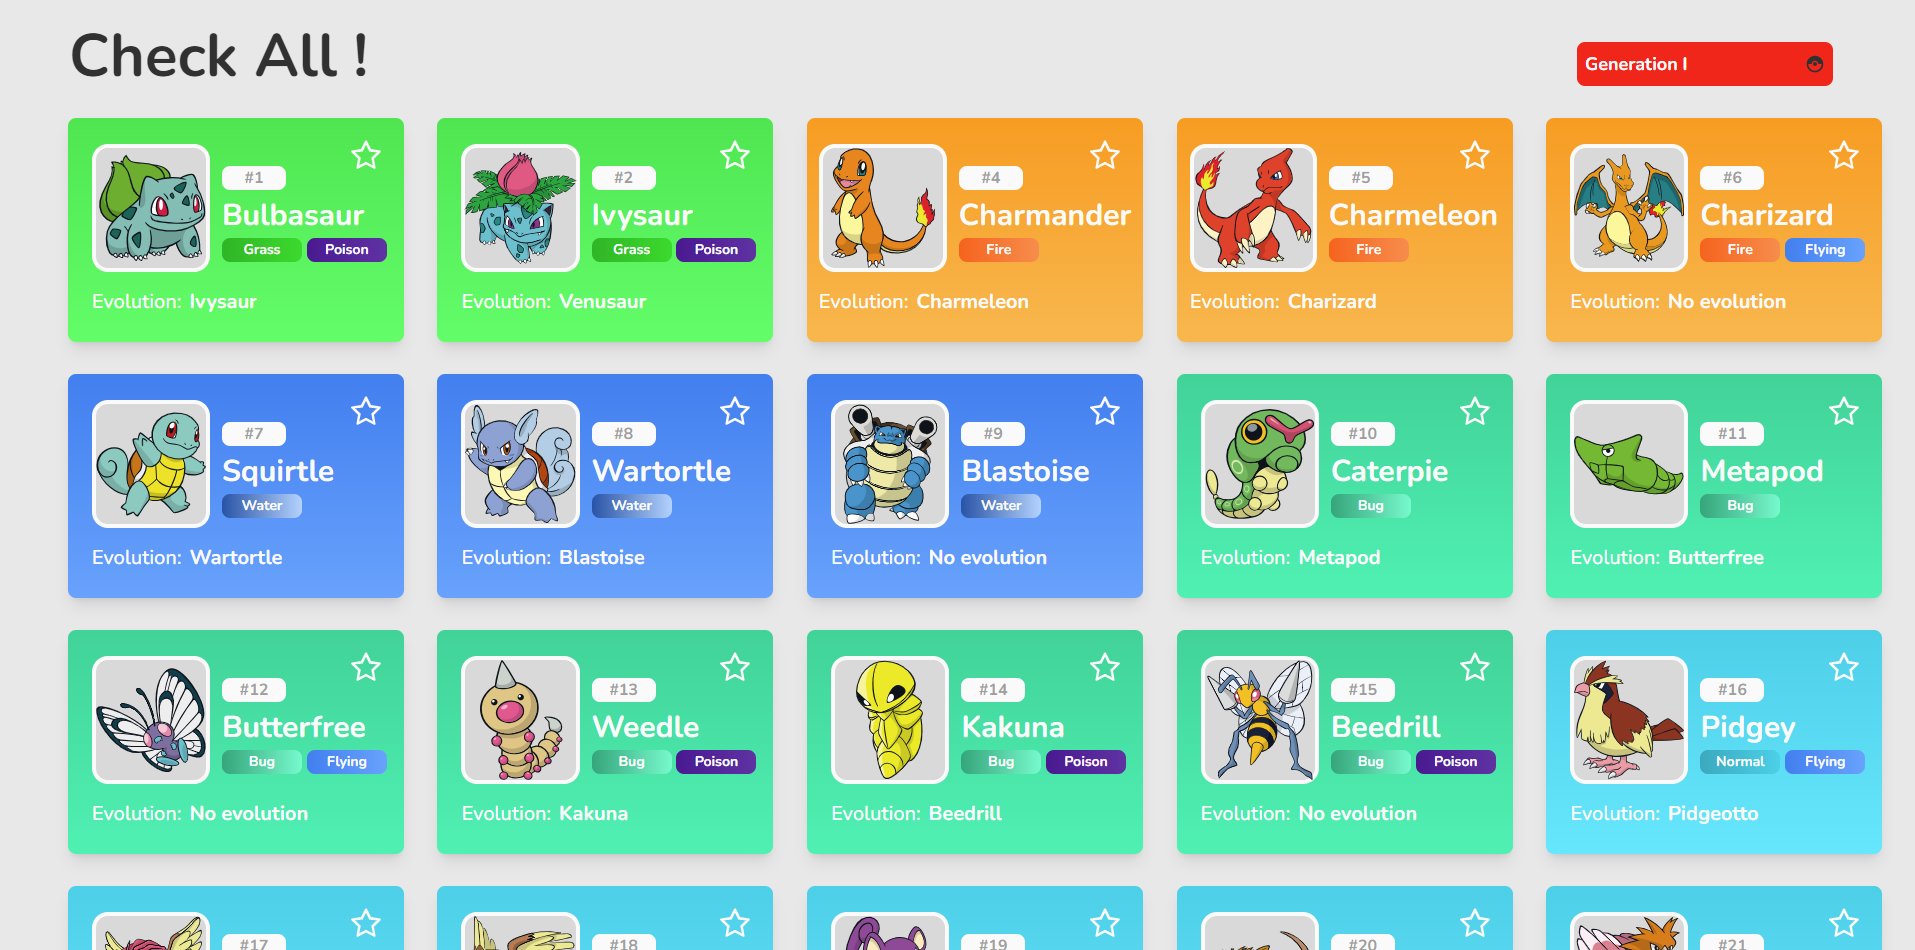 Check All !
Generation I
#1
Bulbasaur
Grass Poison
Evolution: Ivysaur
#2
Ivysaur
Grass Poison
Evolution: Venusaur
#4
Charmander
Fire
Evolution: Charmeleon
#5
Charmeleon
Fire
Evolution: Charizard
#6
Charizard
Fire Flying
Evolution: No evolution
#7
Squirtle
Water
Evolution: Wartortle
#8
Wartortle
Water
Evolution: Blastoise
#9
Blastoise
Water
Evolution: No evolution
#10
Caterpie
Bug
Evolution: Metapod
#11
Metapod
Bug
Evolution: Butterfree
#12
Butterfree
Bug Flying
Evolution: No evolution
#13
Weedle
Bug Poison
Evolution: Kakuna
#14
Kakuna
Bug Poison
Evolution: Beedrill
#15
Beedrill
Bug Poison
Evolution: No evolution
#16
Pidgey
Normal Flying
Evolution: Pidgeotto
#17
#18
#19
#20
#21